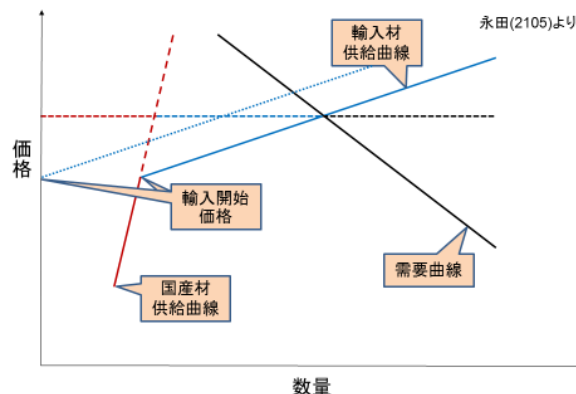 永田(2105)より
輸入材
供給曲線
価格
輸入開始
価格
需要曲線
国産材
供給曲線
数量